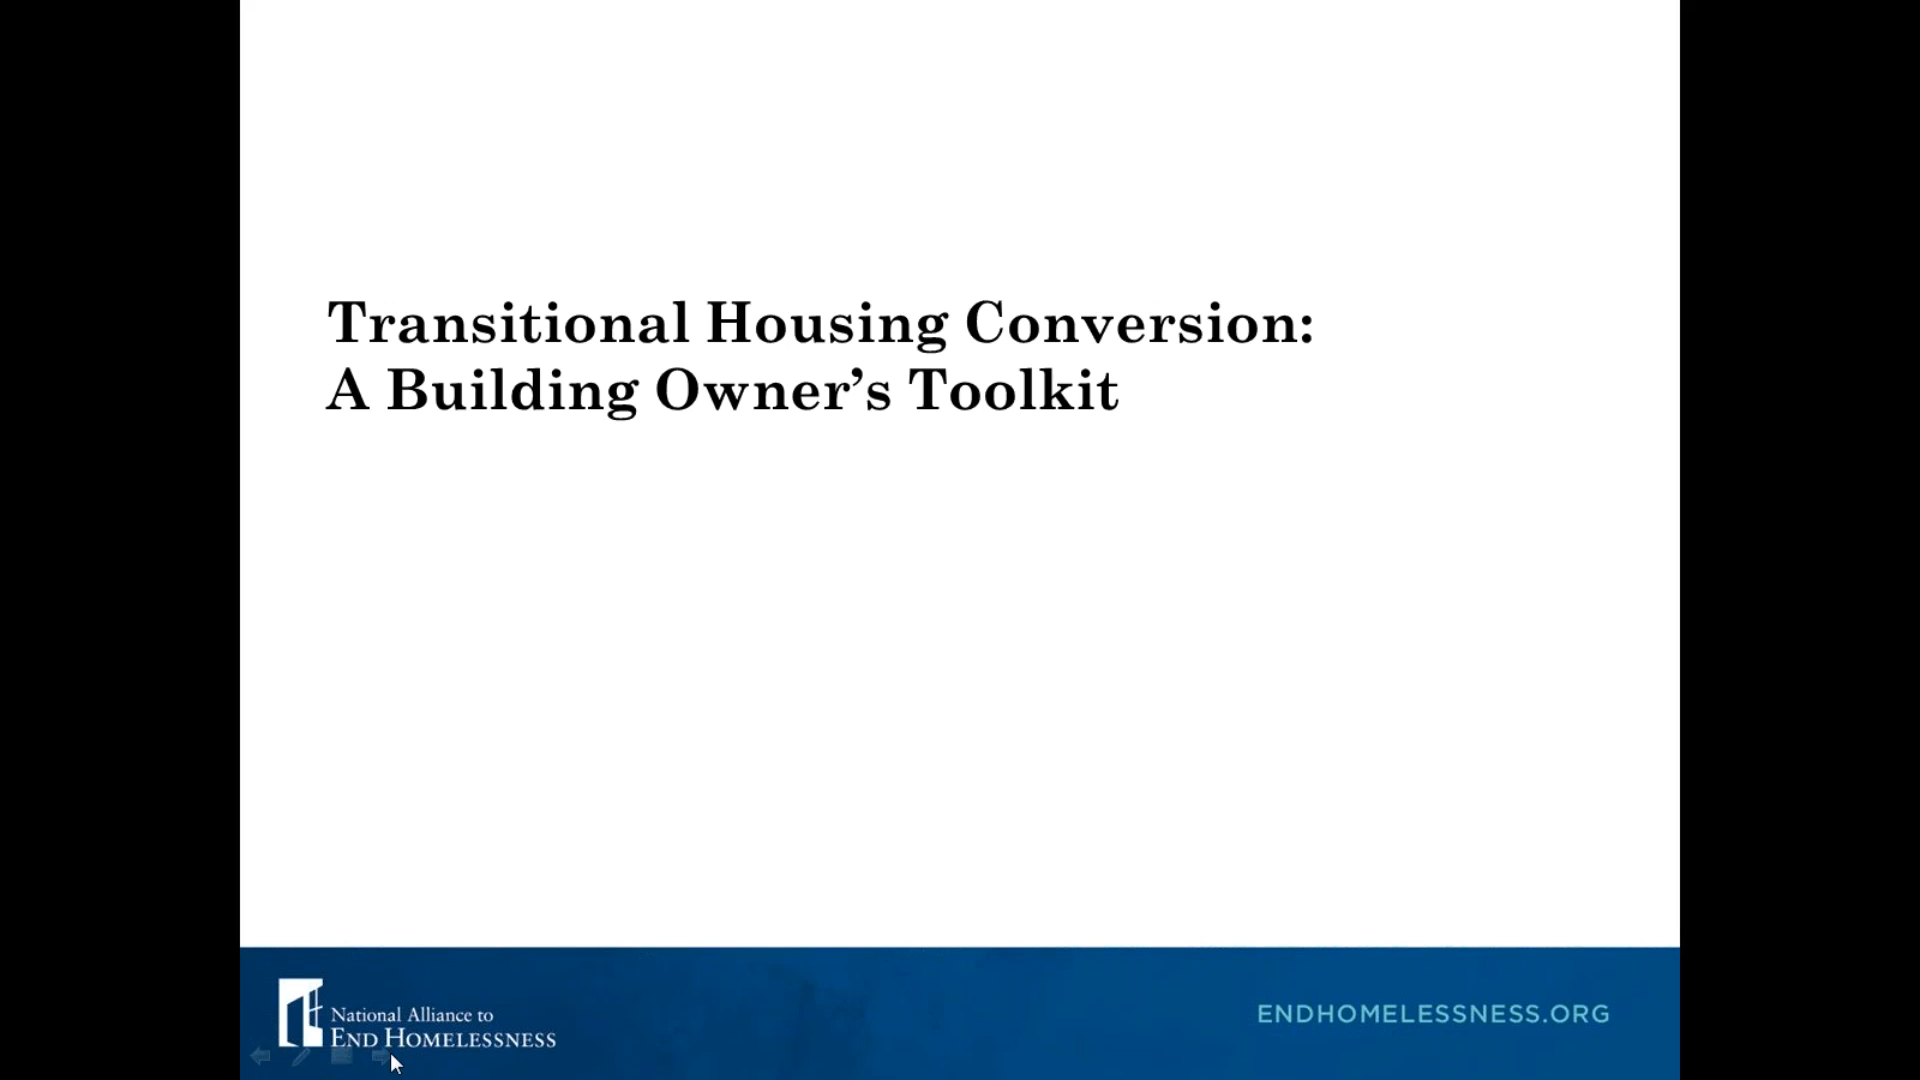 Transitional Housing Conversion:
A Building Owner’s Toolkit
National Alliance to
END HOMELESSNESS
ENDHOMELESSNESS.ORG